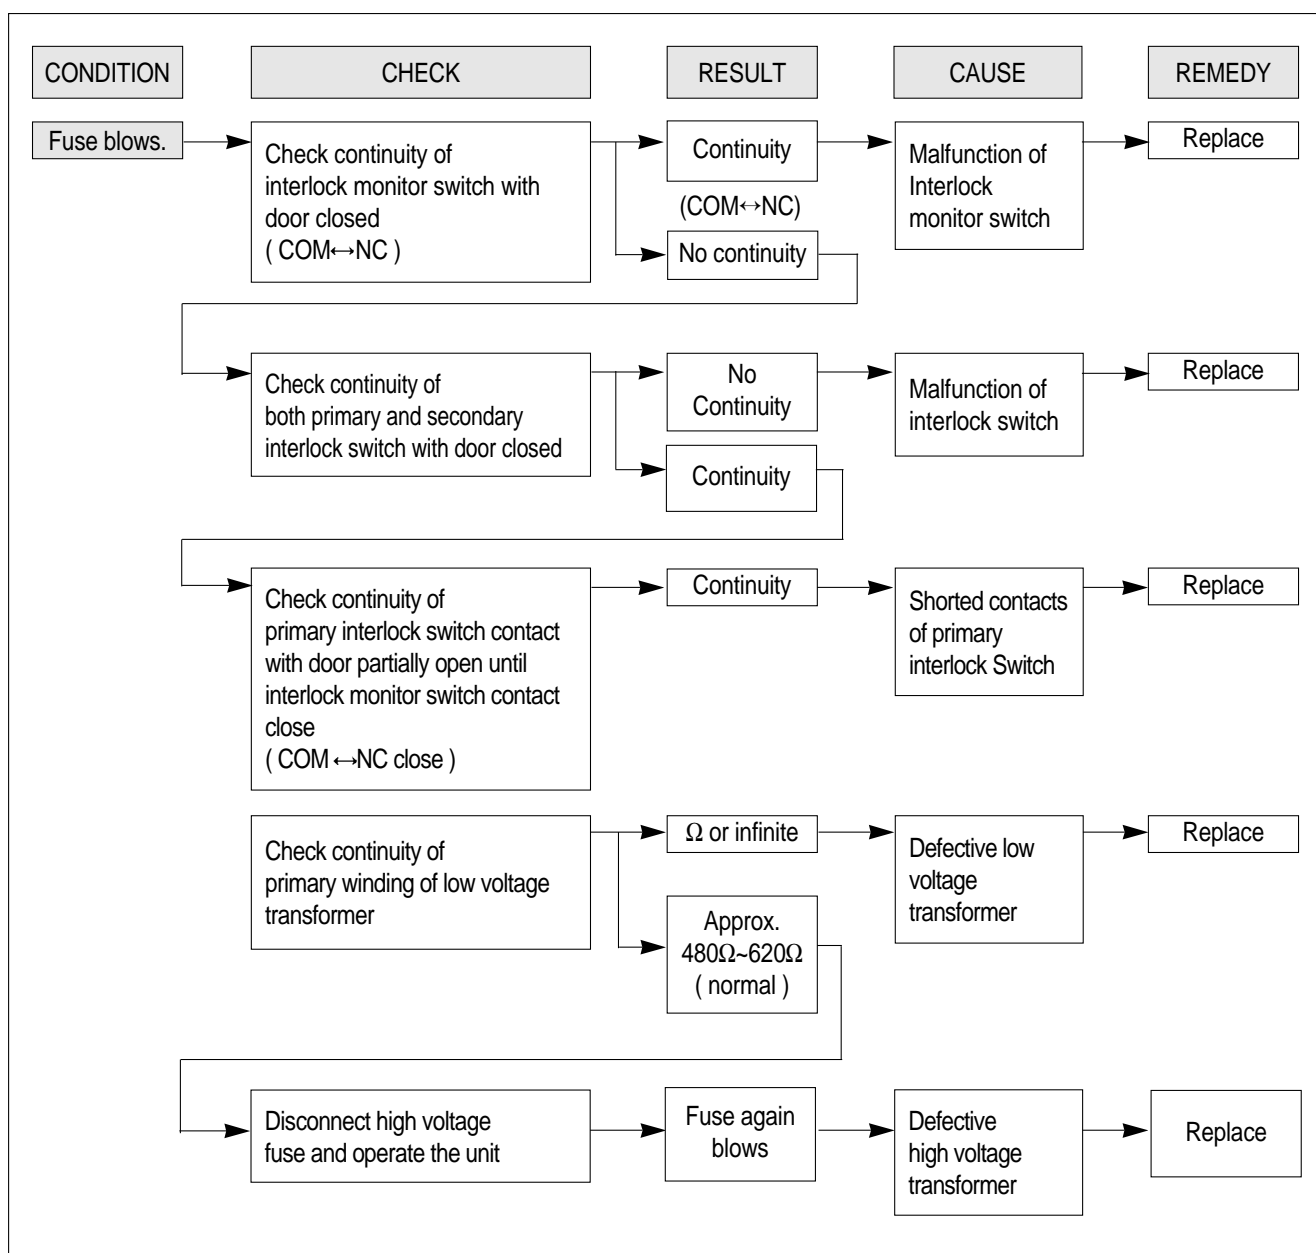 CONDITION
CHECK
RESULT
CAUSE
REMEDY
Fuse blows.
Check continuity of
interlock monitor switch with
door closed
( COM↔NC )
Continuity
(COM↔NC)
No continuity
Malfunction of
Interlock
monitor switch
Replace
Check continuity of
both primary and secondary
interlock switch with door closed
No
Continuity
Continuity
Malfunction of
interlock switch
Replace
Check continuity of
primary interlock switch contact
with door partially open until
interlock monitor switch contact
close
( COM ↔NC close )
Continuity
Shorted contacts
of primary
interlock Switch
Replace
Check continuity of
primary winding of low voltage
transformer
Ω or infinite
Approx.
480Ω~620Ω
( normal )
Defective low
voltage
transformer
Replace
Disconnect high voltage
fuse and operate the unit
Fuse again
blows
Defective
high voltage
transformer
Replace